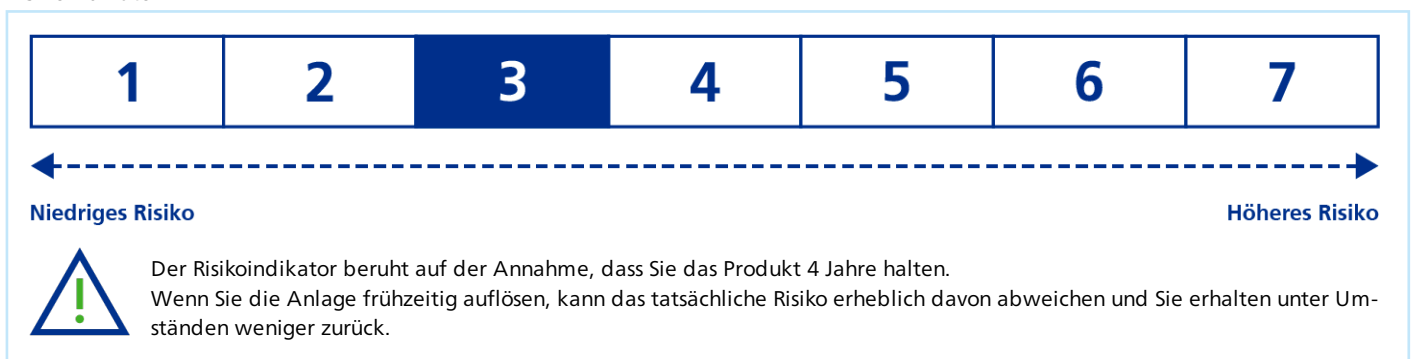 1 2 3 4 5 6 7
Niedriges Risiko Höheres Risiko
Der Risikoindikator beruht auf der Annahme, dass Sie das Produkt 4 Jahre halten.
Wenn Sie die Anlage frühzeitig auflösen, kann das tatsächliche Risiko erheblich davon abweichen und Sie erhalten unter Um-
ständen weniger zurück.